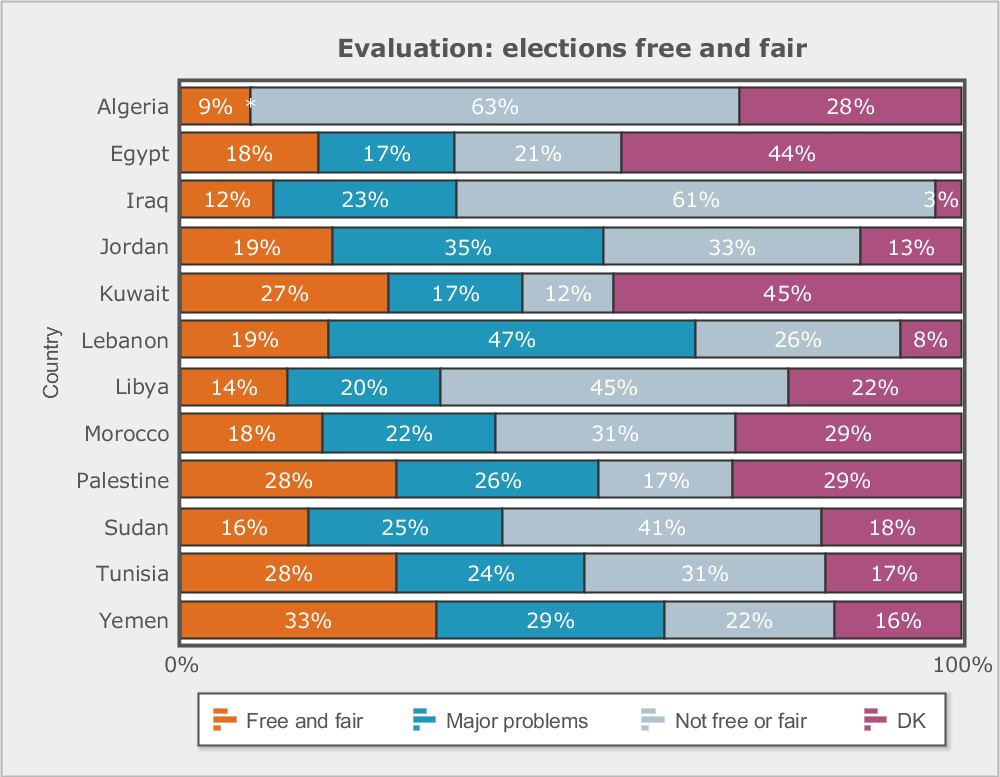 Evaluation: elections free and fair
Country
Algeria 9% * 63% 28%
Egypt 18% 17% 21% 44%
Iraq 12% 23% 61% 3%
Jordan 19% 35% 33% 13%
Kuwait 27% 17% 12% 45%
Lebanon 19% 47% 26% 8%
Libya 14% 20% 45% 22%
Morocco 18% 22% 31% 29%
Palestine 28% 26% 17% 29%
Sudan 16% 25% 41% 18%
Tunisia 28% 24% 31% 17%
Yemen 33% 29% 22% 16%
0% 100%
Free and fair Major problems Not free or fair DK